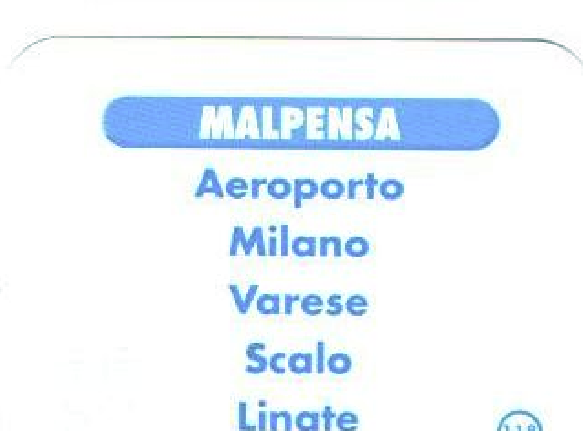 MALPENSA
Aeroporto
Milano
Varese
Scalo
Linate